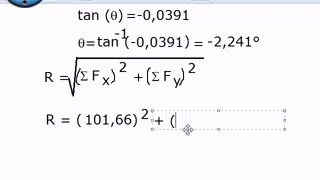 tan (θ) =-0,0391
θ=tan⁻¹(-0,0391) = -2,241°
R = √(Σ Fx)² +(Σ Fy)²
R = ( 101,66)² + (